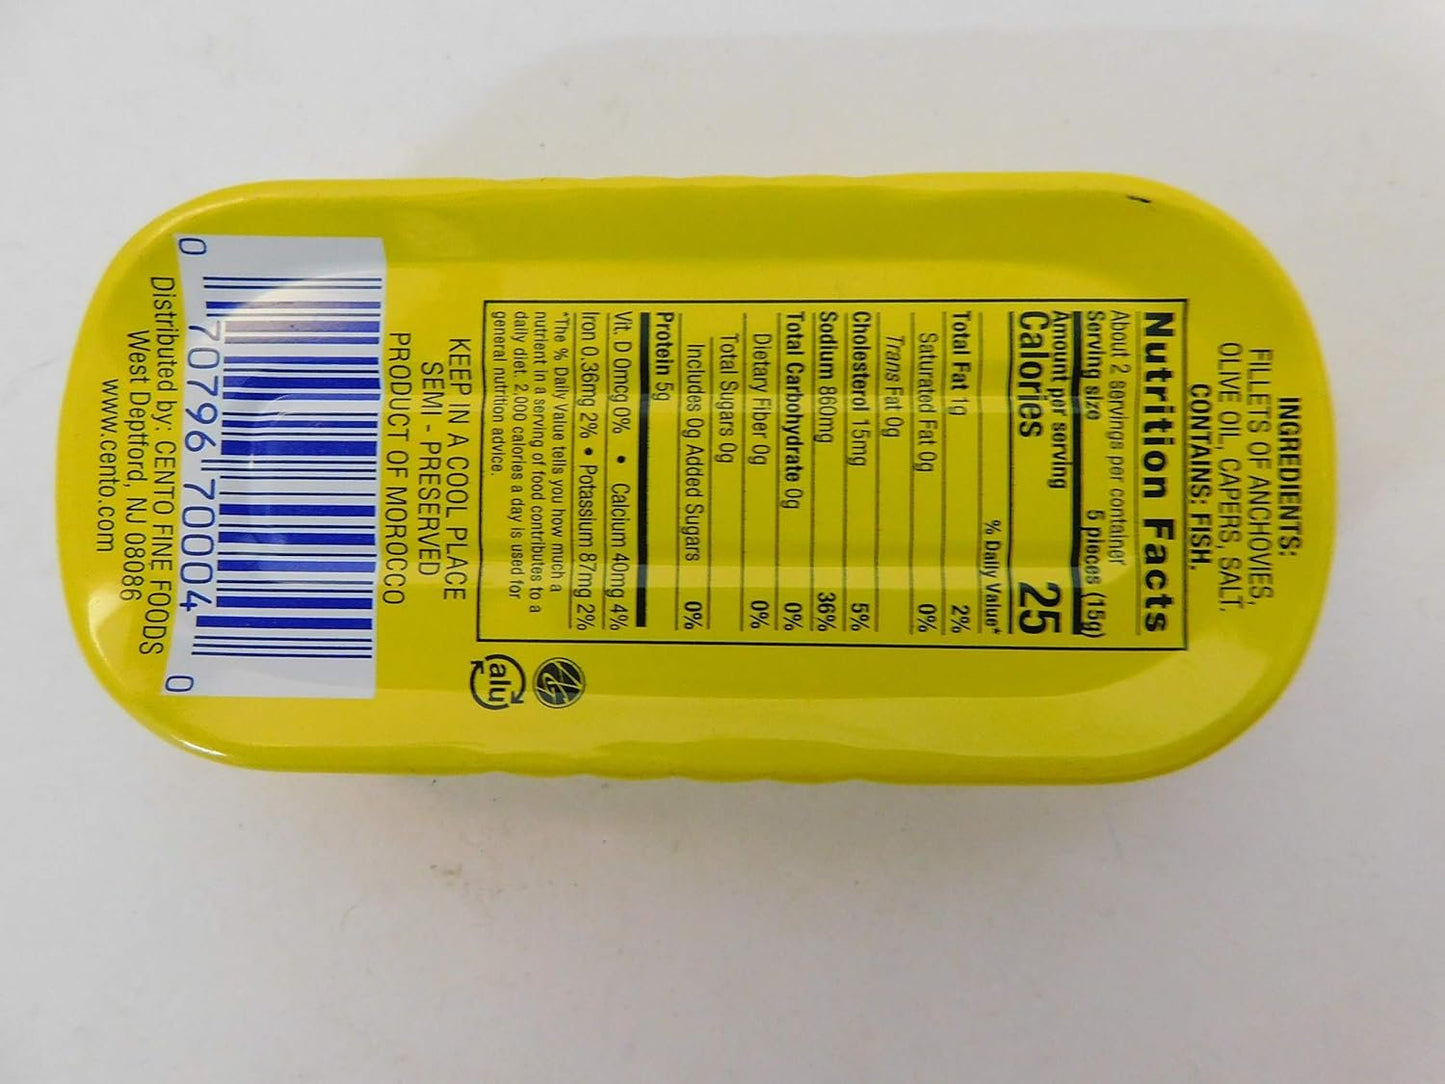 INGREDIENTS:
FILLETS OF ANCHOVIES,
OLIVE OIL, CAPERS, SALT,
CONTAINS: FISH.
Nutrition Facts
About 2 servings per container
Serving size 5 pieces (15g)
Amount per serving
Calories 25
% Daily Value*
Total Fat 1g 2%
Saturated Fat 0g 0%
Trans Fat 0g
Cholesterol 15mg 5%
Sodium 860mg 36%
Total Carbohydrate 0g 0%
Dietary Fiber 0g 0%
Total Sugars 0g
Includes 0g Added Sugars 0%
Protein 5g
Vit. D 0mcg 0% • Calcium 40mg 4%
Iron 0.36mg 2% • Potassium 87mg 2%
*The % Daily Value tells you how much a
nutrient in a serving of food contributes to a
daily diet. 2,000 calories a day is used for
general nutrition advice.
alu
KEEP IN A COOL PLACE
SEMI - PRESERVED
PRODUCT OF MOROCCO
0 70796 70004 0
Distributed by: CENTO FINE FOODS
West Deptford, NJ 08086
www.cento.com